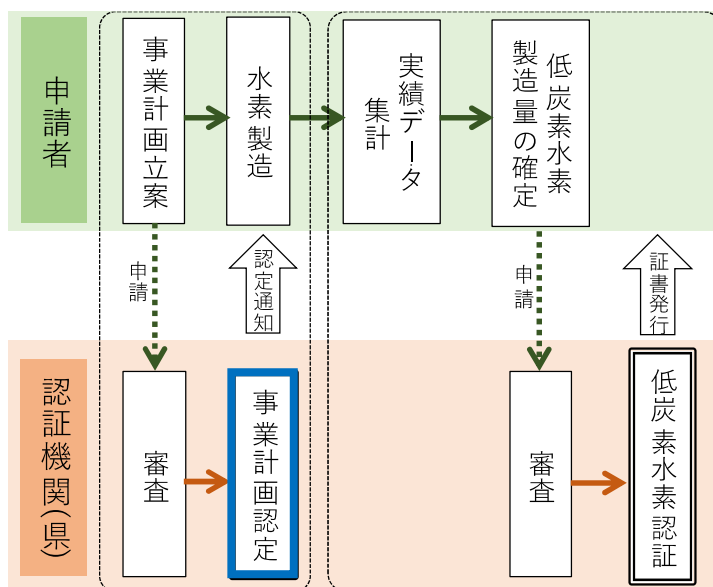 申請者
事業計画立案
水素製造
実績データ
集計
低炭素水素
製造量の確定
申請
認定通知
申請
証書発行
認証機関(県)
審査
事業計画認定
審査
低炭素水素認証